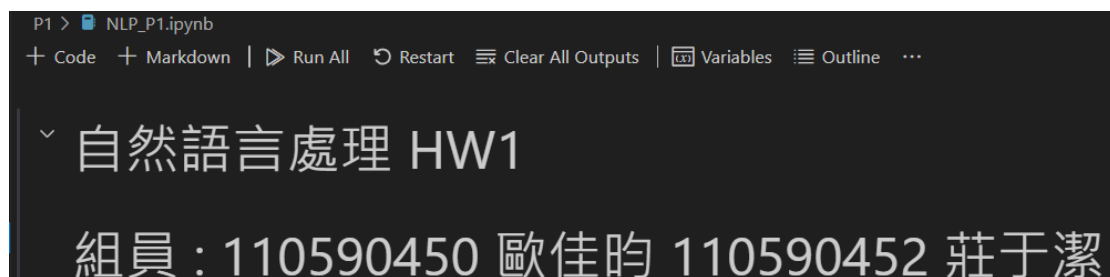 P1 > NLP_P1.ipynb
+ Code + Markdown | Run All Restart Clear All Outputs | Variables Outline ...
自然語言處理 HW1
組員 : 110590450 歐佳昀 110590452 莊于潔